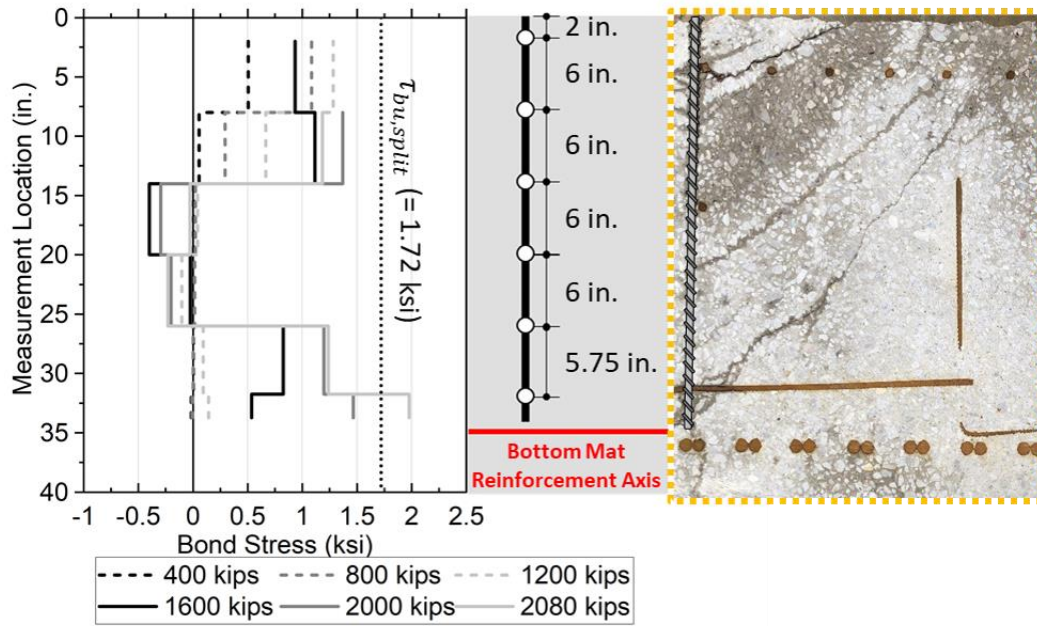 0
5
10
15
20
25
30
35
40
Measurement Location (in.)
-1
-0.5
0
0.5
1
1.5
2
2.5
Bond Stress (ksi)
τbu,split (= 1.72 ksi)
2 in.
6 in.
6 in.
6 in.
6 in.
5.75 in.
Bottom Mat
Reinforcement Axis
400 kips
800 kips
1200 kips
1600 kips
2000 kips
2080 kips